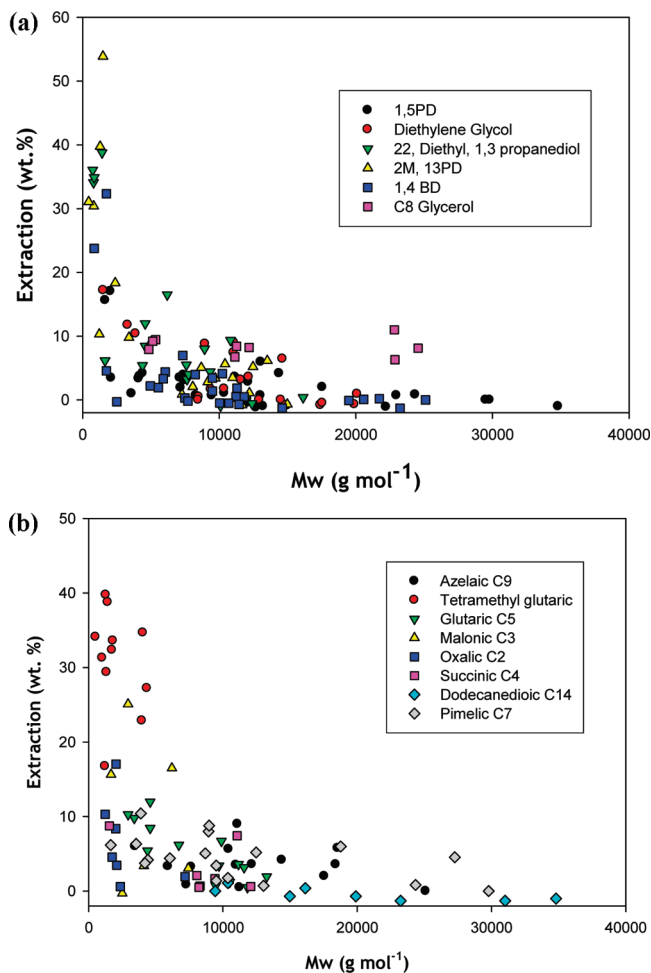 (a)
60
50
40
30
20
10
0
Extraction (wt.%)
1,5PD
Diethylene Glycol
22, Diethyl, 1,3 propanediol
2M, 13PD
1,4 BD
C8 Glycerol
0 10000 20000 30000 40000
Mw (g mol-1)
(b)
50
40
30
20
10
0
Extraction (wt. %)
Azelaic C9
Tetramethyl glutaric
Glutaric C5
Malonic C3
Oxalic C2
Succinic C4
Dodecanedioic C14
Pimelic C7
0 10000 20000 30000 40000
Mw (g mol-1)